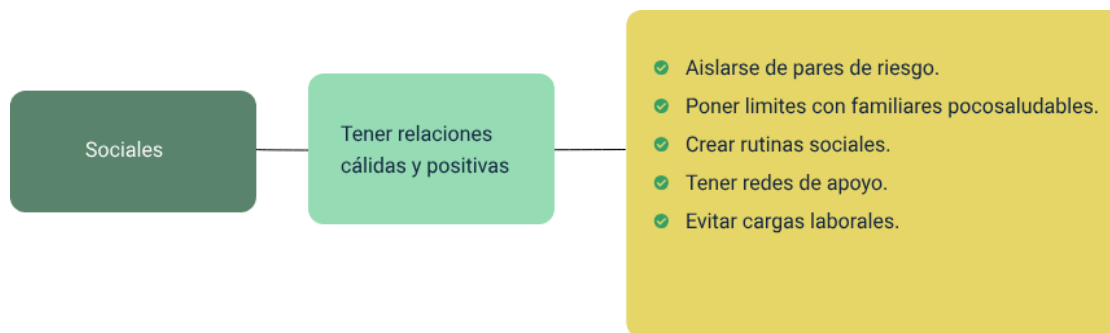 Sociales
Tener relaciones
cálidas y positivas
Aislarse de pares de riesgo.
Poner limites con familiares pocosaludables.
Crear rutinas sociales.
Tener redes de apoyo.
Evitar cargas laborales.